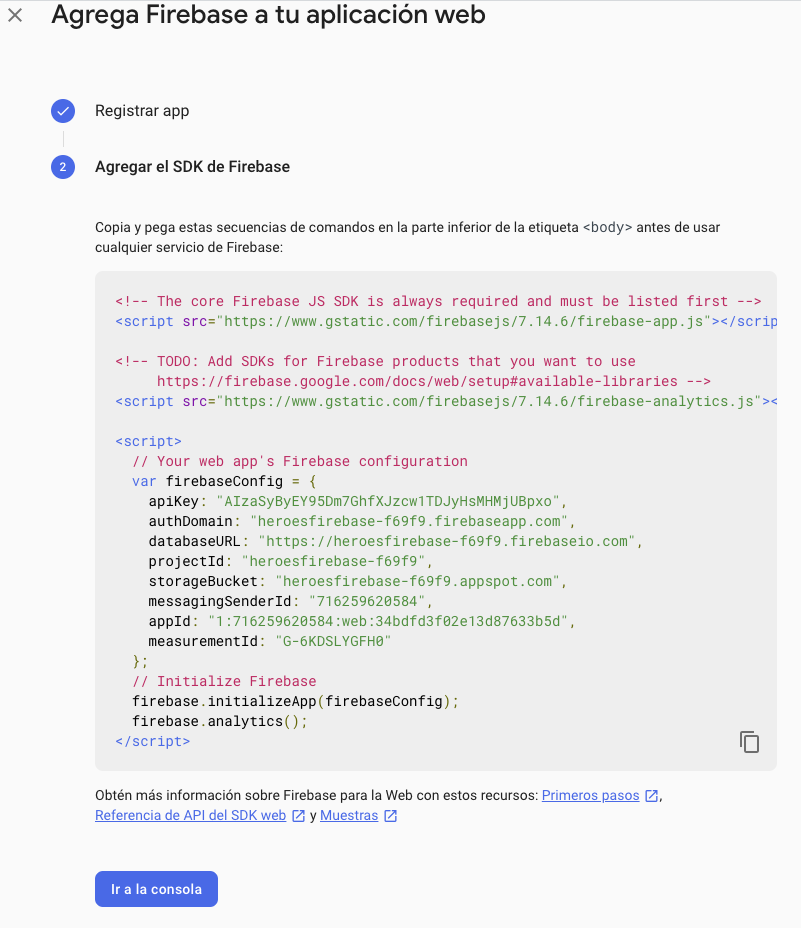 Agrega Firebase a tu aplicación web
Registrar app
2 Agregar el SDK de Firebase
Copia y pega estas secuencias de comandos en la parte inferior de la etiqueta <body> antes de usar
cualquier servicio de Firebase:
<!-- The core Firebase JS SDK is always required and must be listed first -->
<script src="https://www.gstatic.com/firebasejs/7.14.6/firebase-app.js"></scrip
<!-- TODO: Add SDKs for Firebase products that you want to use
https://firebase.google.com/docs/web/setup#available-libraries -->
<script src="https://www.gstatic.com/firebasejs/7.14.6/firebase-analytics.js"><
<script>
// Your web app's Firebase configuration
var firebaseConfig = {
apiKey: "AIzaSyByEY95Dm7GhfXJzcw1TDJyHsMHMjUBpxo",
authDomain: "heroesfirebase-f69f9.firebaseapp.com",
databaseURL: "https://heroesfirebase-f69f9.firebaseio.com",
projectId: "heroesfirebase-f69f9",
storageBucket: "heroesfirebase-f69f9.appspot.com",
messagingSenderId: "716259620584",
appId: "1:716259620584:web:34bdfd3f02e13d87633b5d",
measurementId: "G-6KDSLYGFH0"
};
// Initialize Firebase
firebase.initializeApp(firebaseConfig);
firebase.analytics();
</script>
Obtén más información sobre Firebase para la Web con estos recursos: Primeros pasos,
Referencia de API del SDK web y Muestras
Ir a la consola